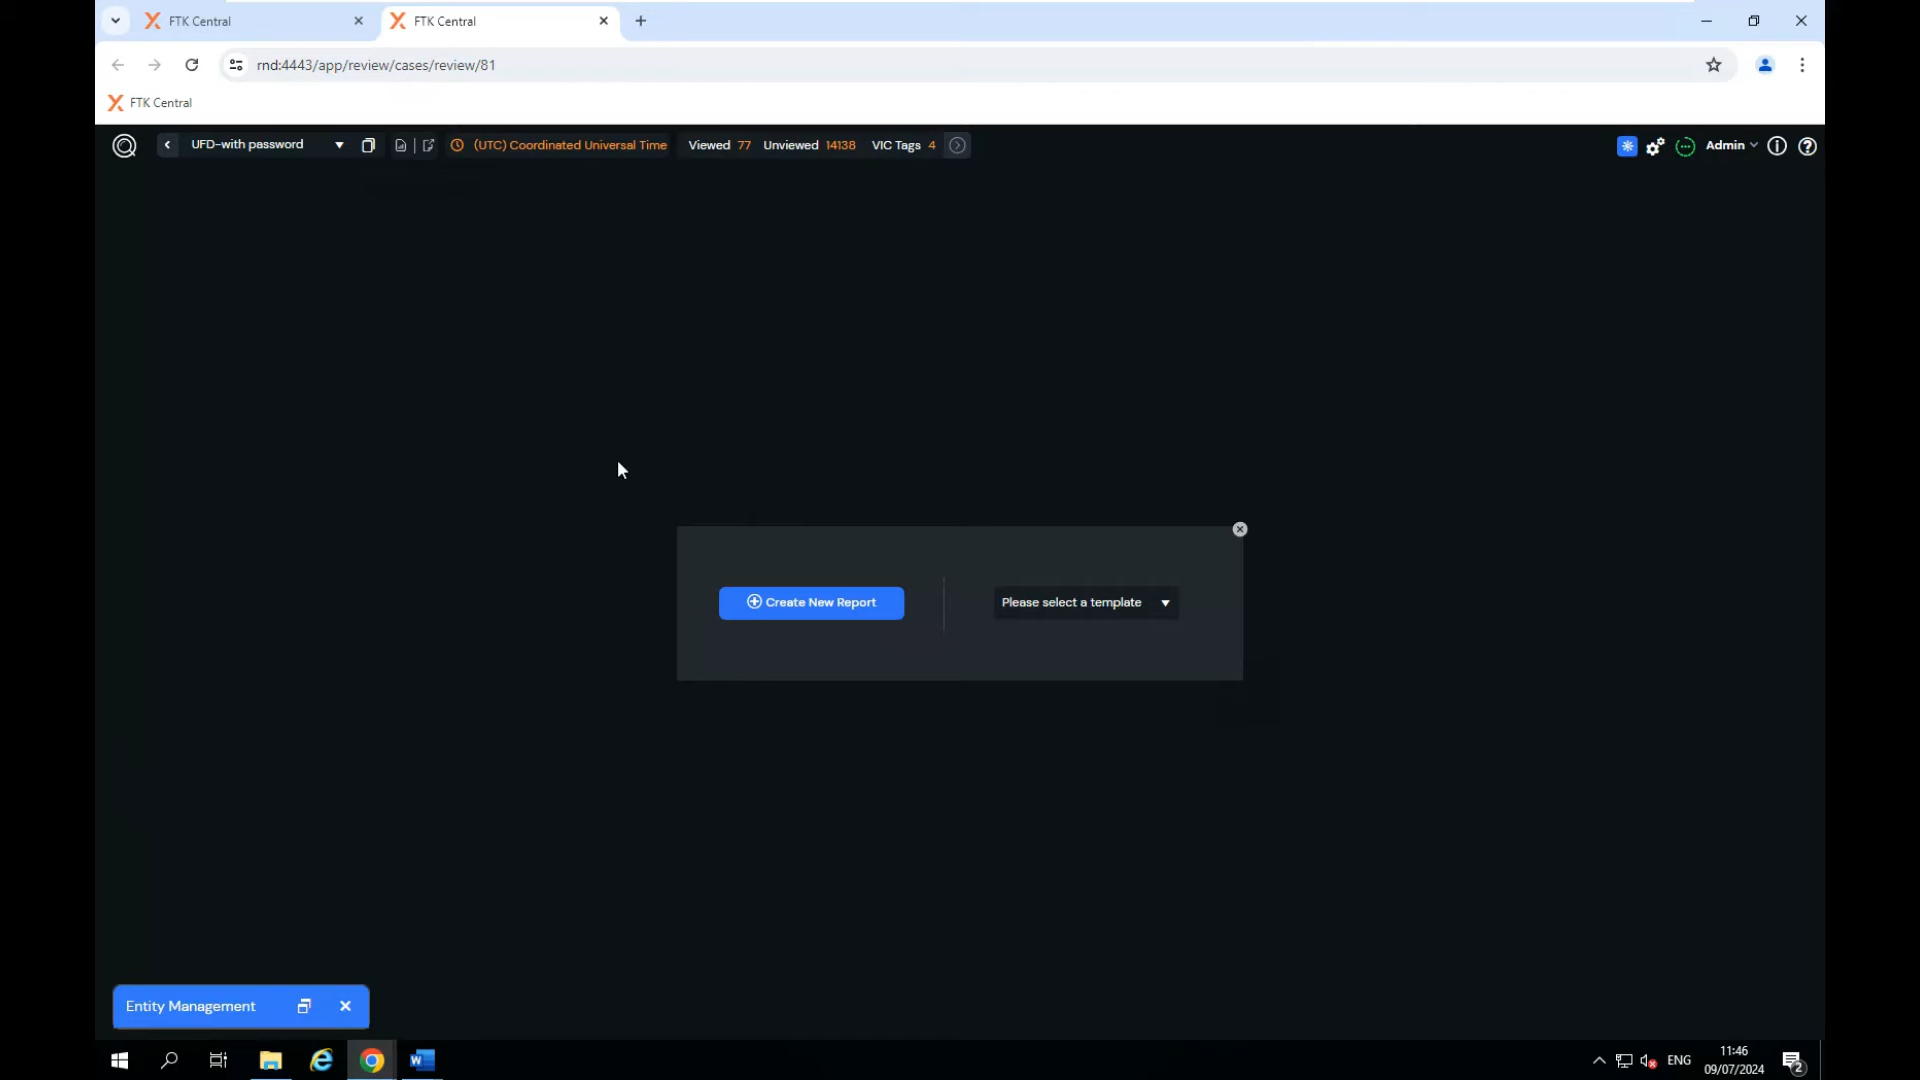 FTK Central
FTK Central
rnd:4443/app/review/cases/review/81
FTK Central
UFD-with password
(UTC) Coordinated Universal Time
Viewed 77 Unviewed 14138 VIC Tags 4
Admin
Create New Report
Please select a template
Entity Management
ENG
11:46
09/07/2024
2